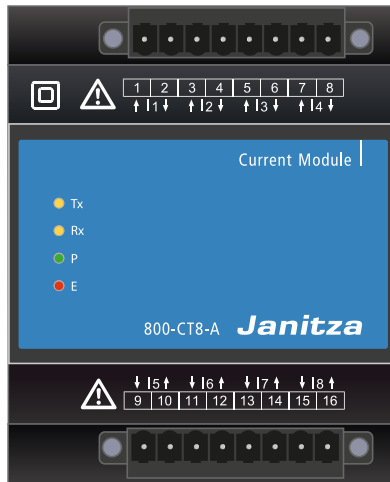 1 2 3 4 5 6 7 8
I1 I2 I3 I4
Current Module
Tx
Rx
P
E
800-CT8-A Janitza
I5 I6 I7 I8
9 10 11 12 13 14 15 16